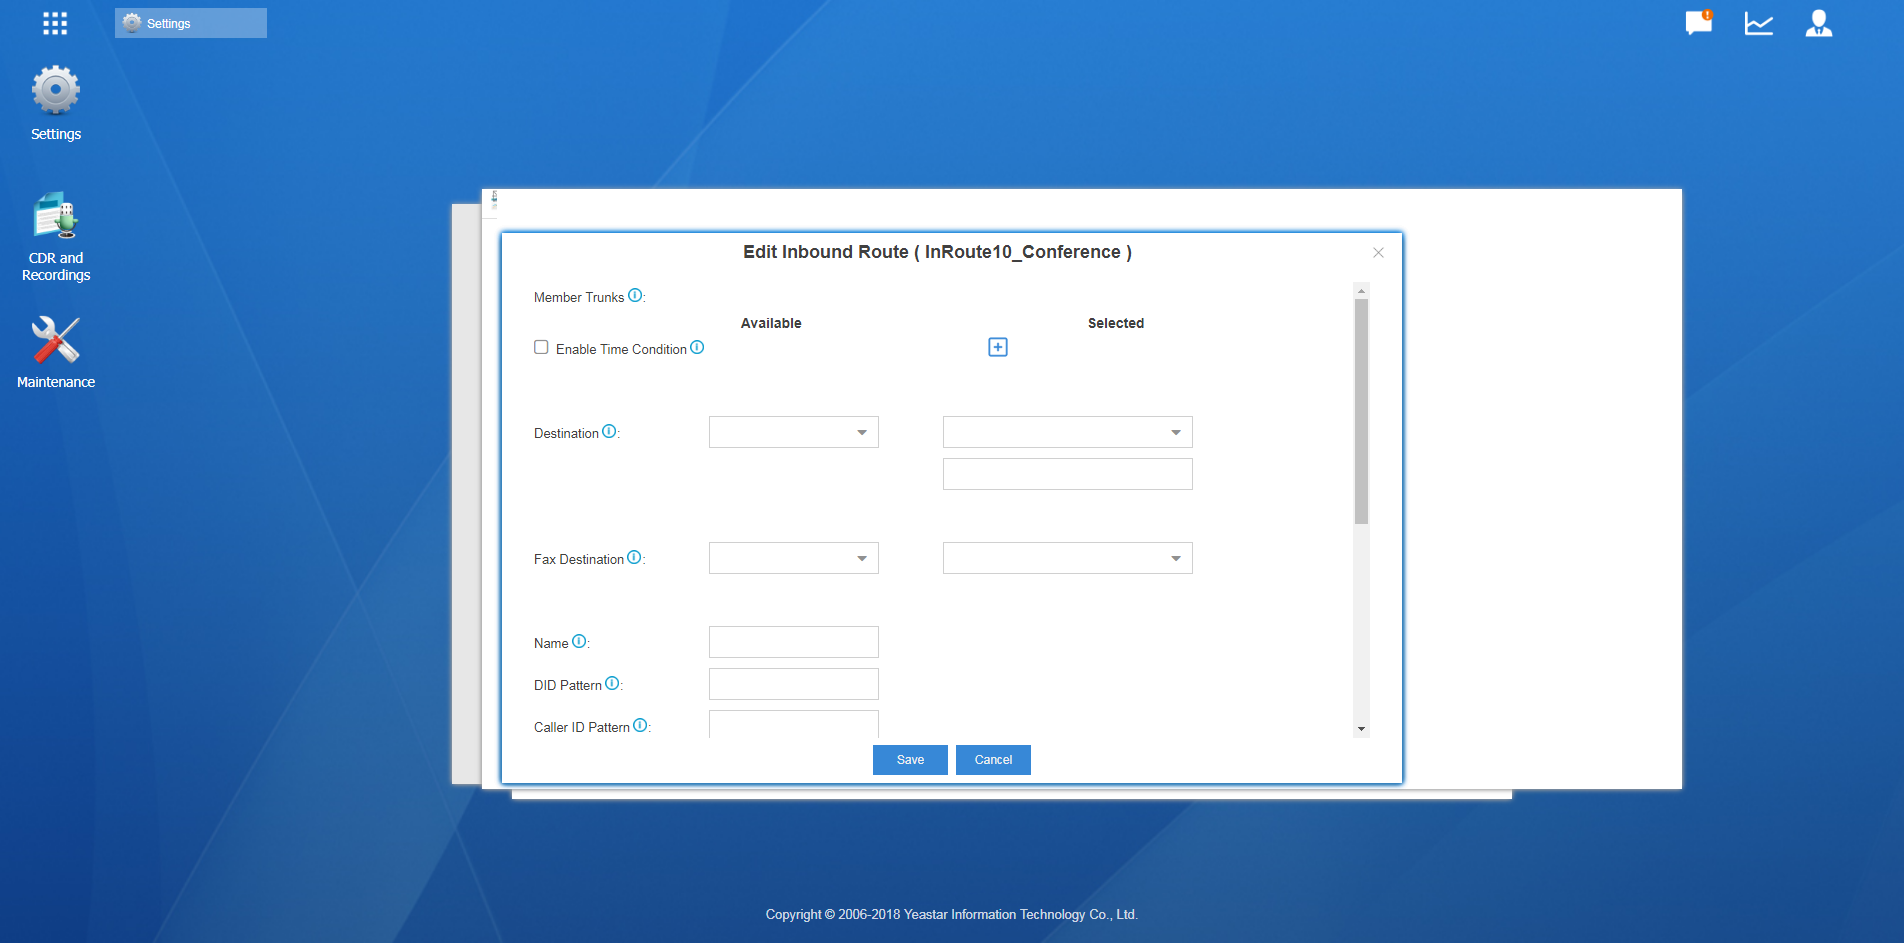 Settings
Settings
CDR and
Recordings
Maintenance
Edit Inbound Route ( InRoute10_Conference )
Member Trunks :
Available Selected
Enable Time Condition
Destination :
Fax Destination :
Name :
DID Pattern :
Caller ID Pattern :
Save Cancel
Copyright © 2006-2018 Yeastar Information Technology Co., Ltd.